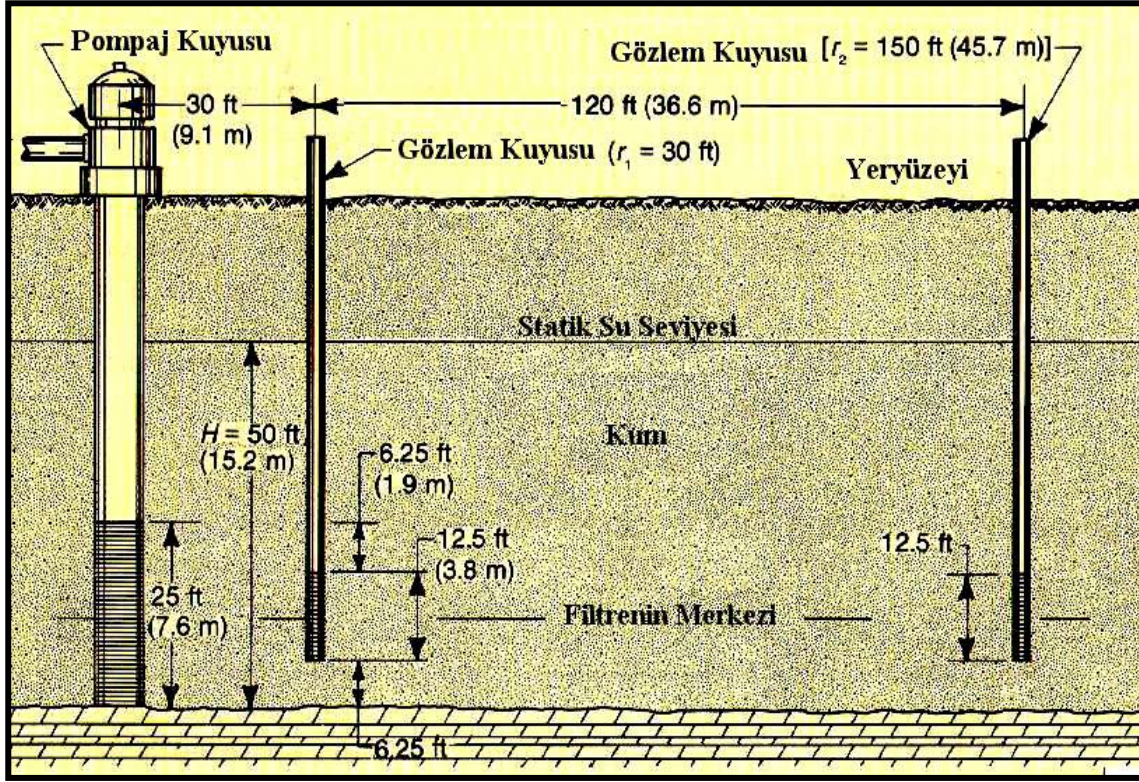 Pompaj Kuyusu
Gözlem Kuyusu [r₂ = 150 ft (45.7 m)]
30 ft
(9.1 m)
120 ft (36.6 m)
Gözlem Kuyusu (r₁ = 30 ft)
Yeryüzeyi
Statik Su Seviyesi
H = 50 ft
(15.2 m)
Kum
6.25 ft
(1.9 m)
12.5 ft
(3.8 m)
12.5 ft
25 ft
(7.6 m)
Filtrenin Merkezi
6.25 ft